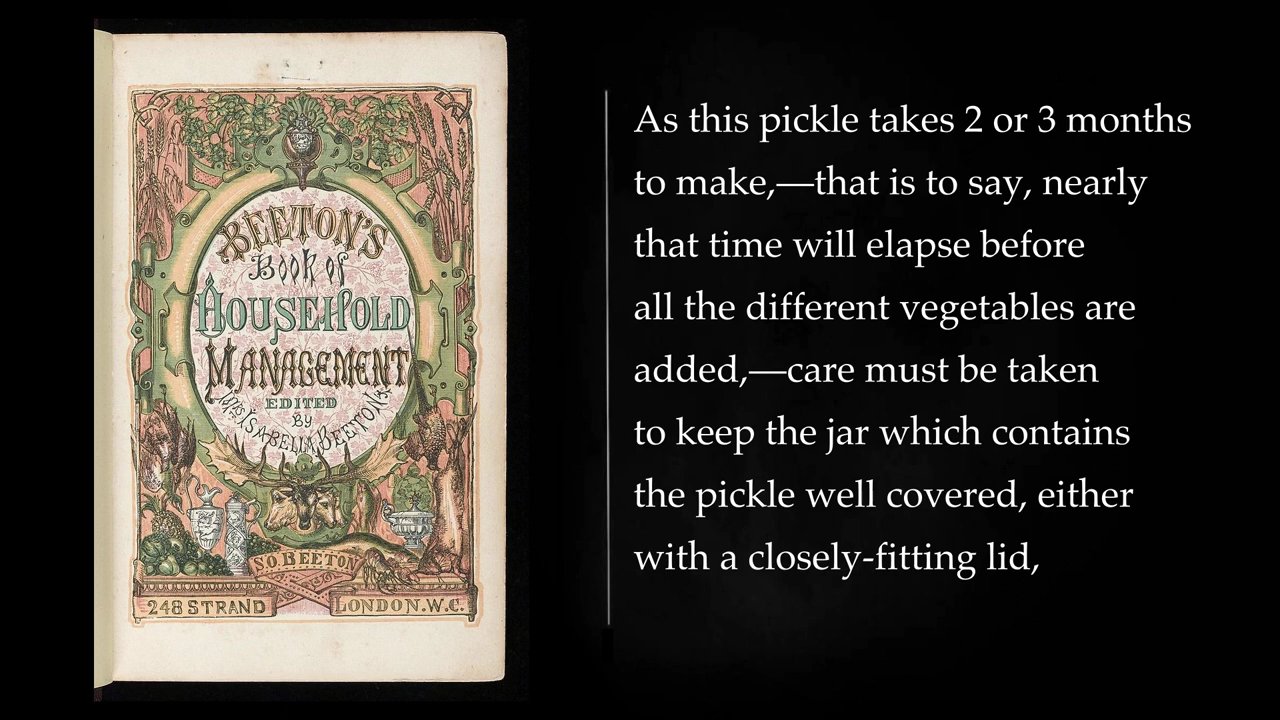 BEETON'S
Book of
HOUSEHOLD
MANAGEMENT
EDITED
BY
MRS ISABELLA BEETON.
S.O. BEETON
248 STRAND
LONDON. W.C.
As this pickle takes 2 or 3 months
to make,—that is to say, nearly
that time will elapse before
all the different vegetables are
added,—care must be taken
to keep the jar which contains
the pickle well covered, either
with a closely-fitting lid,